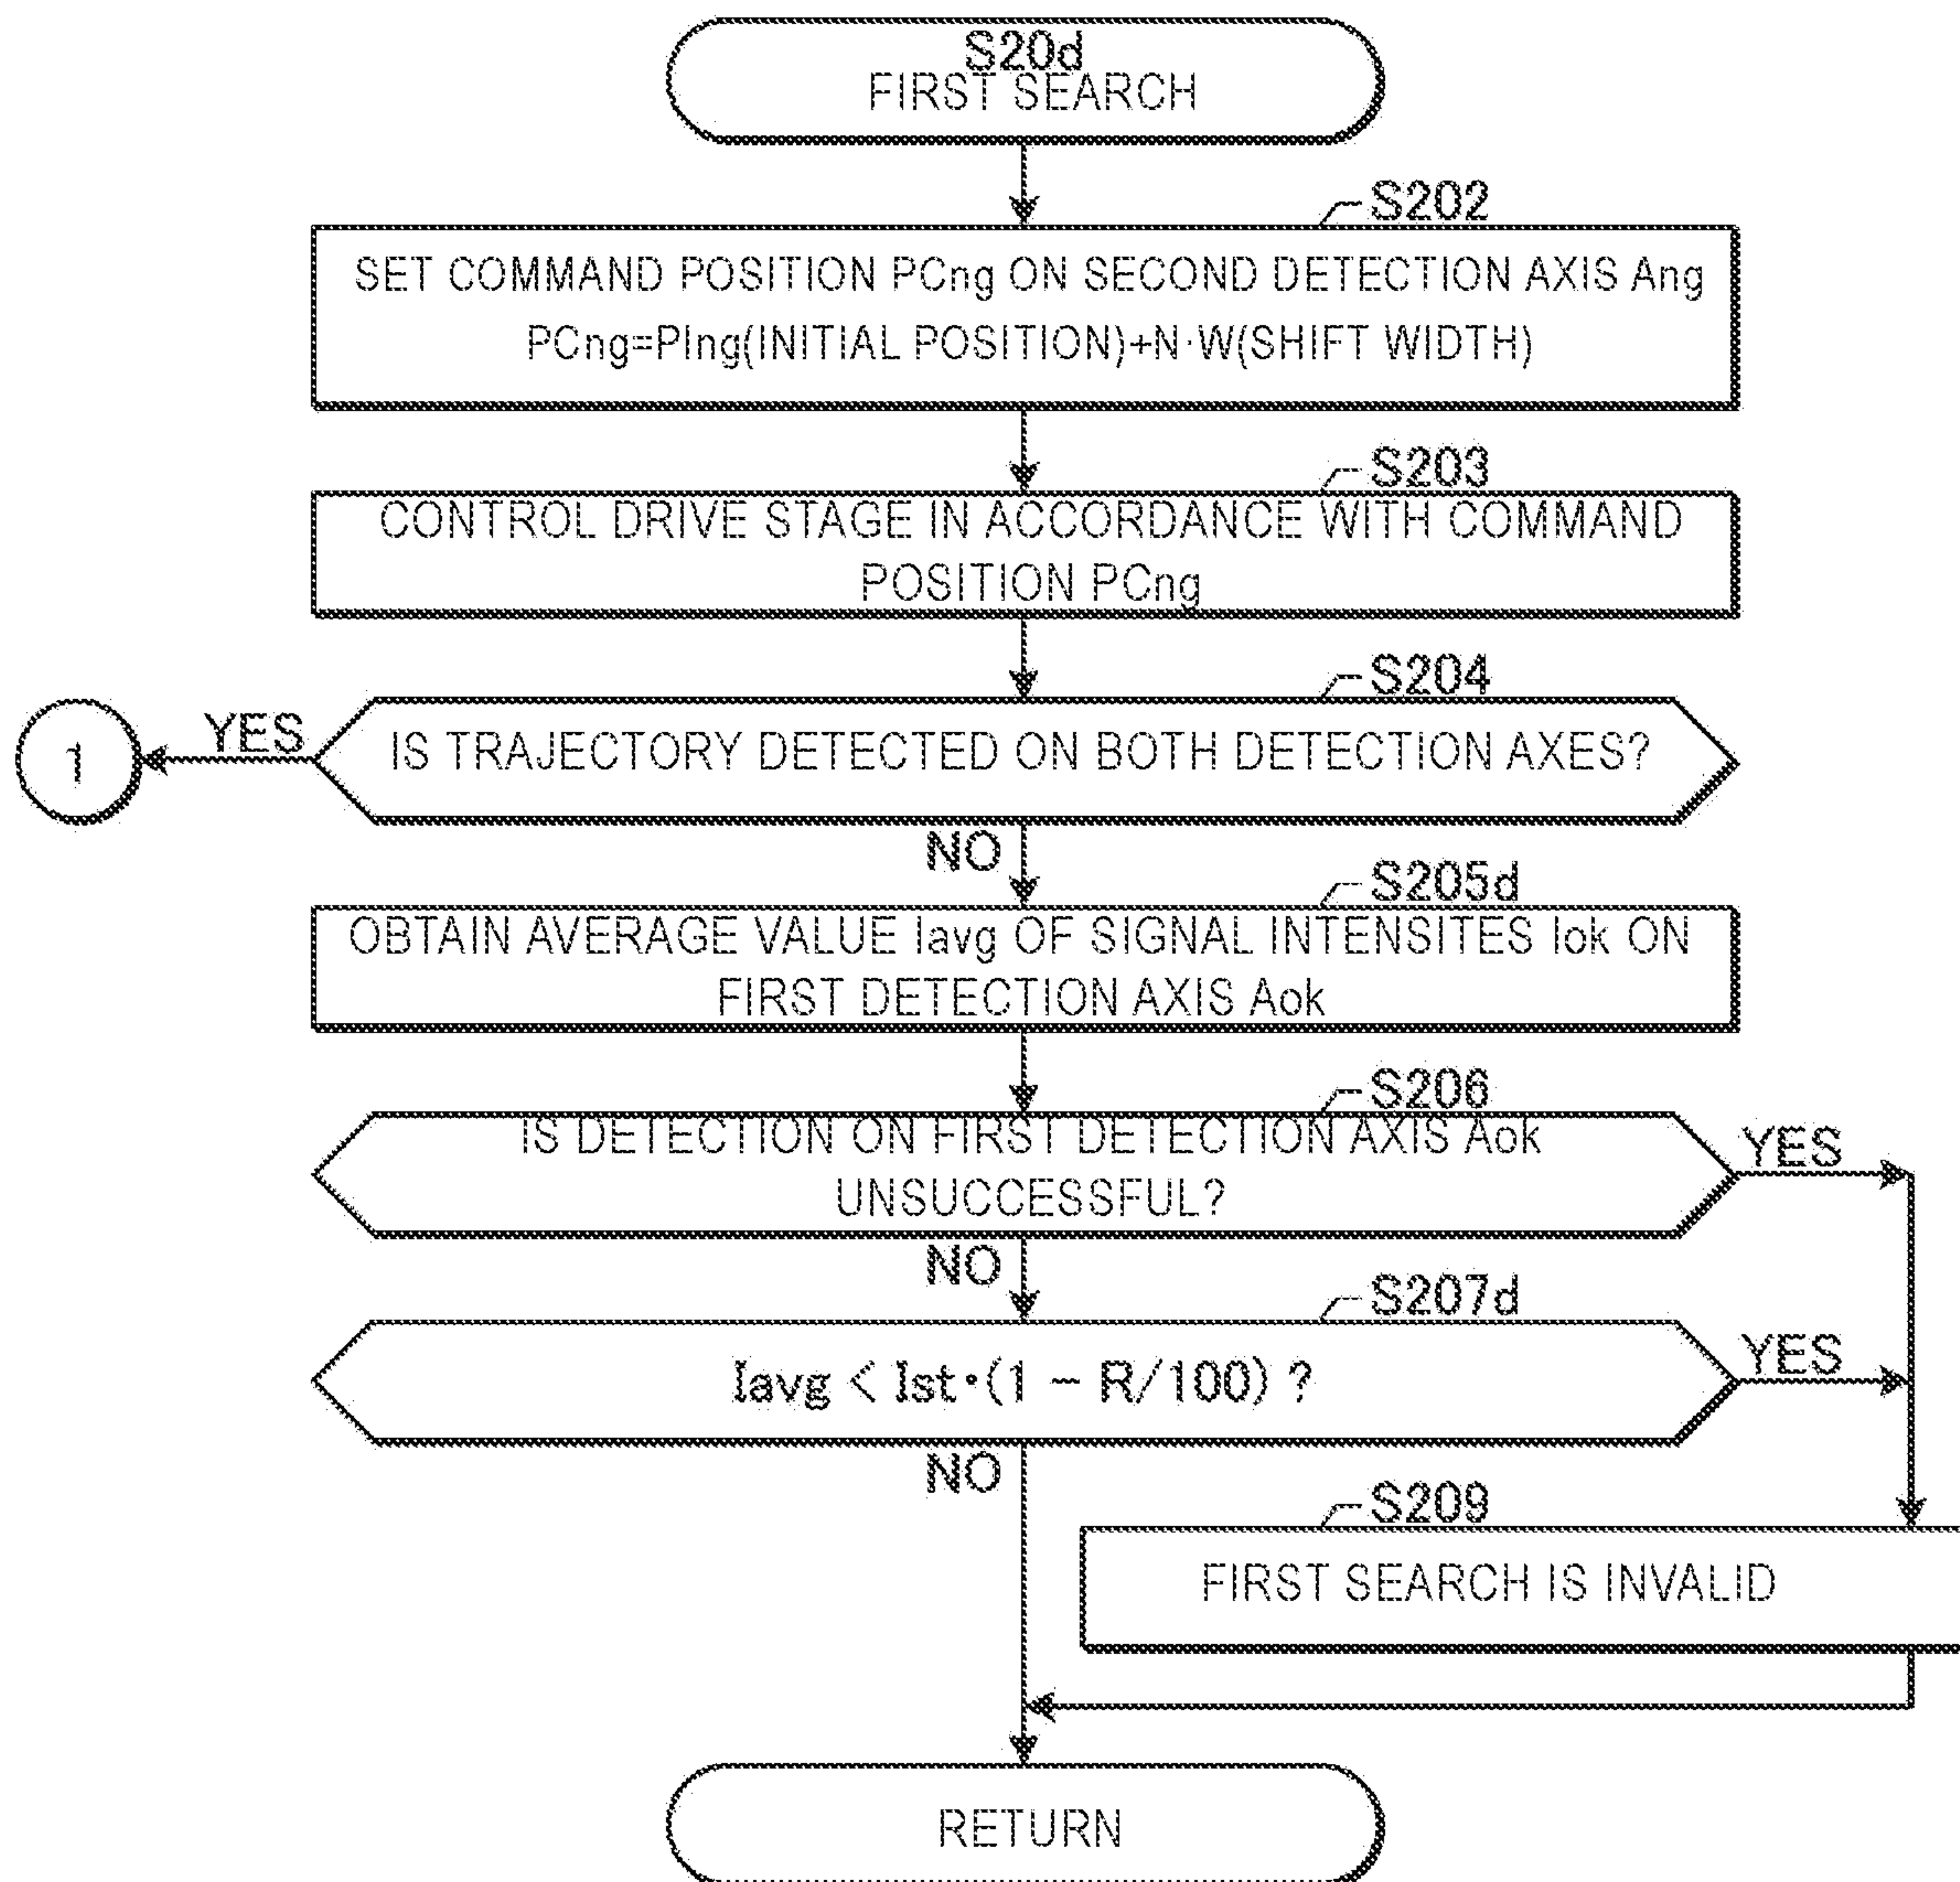 S20d
FIRST SEARCH
S202
SET COMMAND POSITION PCng ON SECOND DETECTION AXIS Ang
PCng=PIng(INITIAL POSITION)+N·W(SHIFT WIDTH)
S203
CONTROL DRIVE STAGE IN ACCORDANCE WITH COMMAND
POSITION PCng
S204
1
YES
IS TRAJECTORY DETECTED ON BOTH DETECTION AXES?
NO
S205d
OBTAIN AVERAGE VALUE Iavg OF SIGNAL INTENSITES Iok ON
FIRST DETECTION AXIS Aok
S206
IS DETECTION ON FIRST DETECTION AXIS Aok
UNSUCCESSFUL?
YES
NO
S207d
Iavg < Ist·(1 - R/100) ?
YES
NO
S209
FIRST SEARCH IS INVALID
RETURN